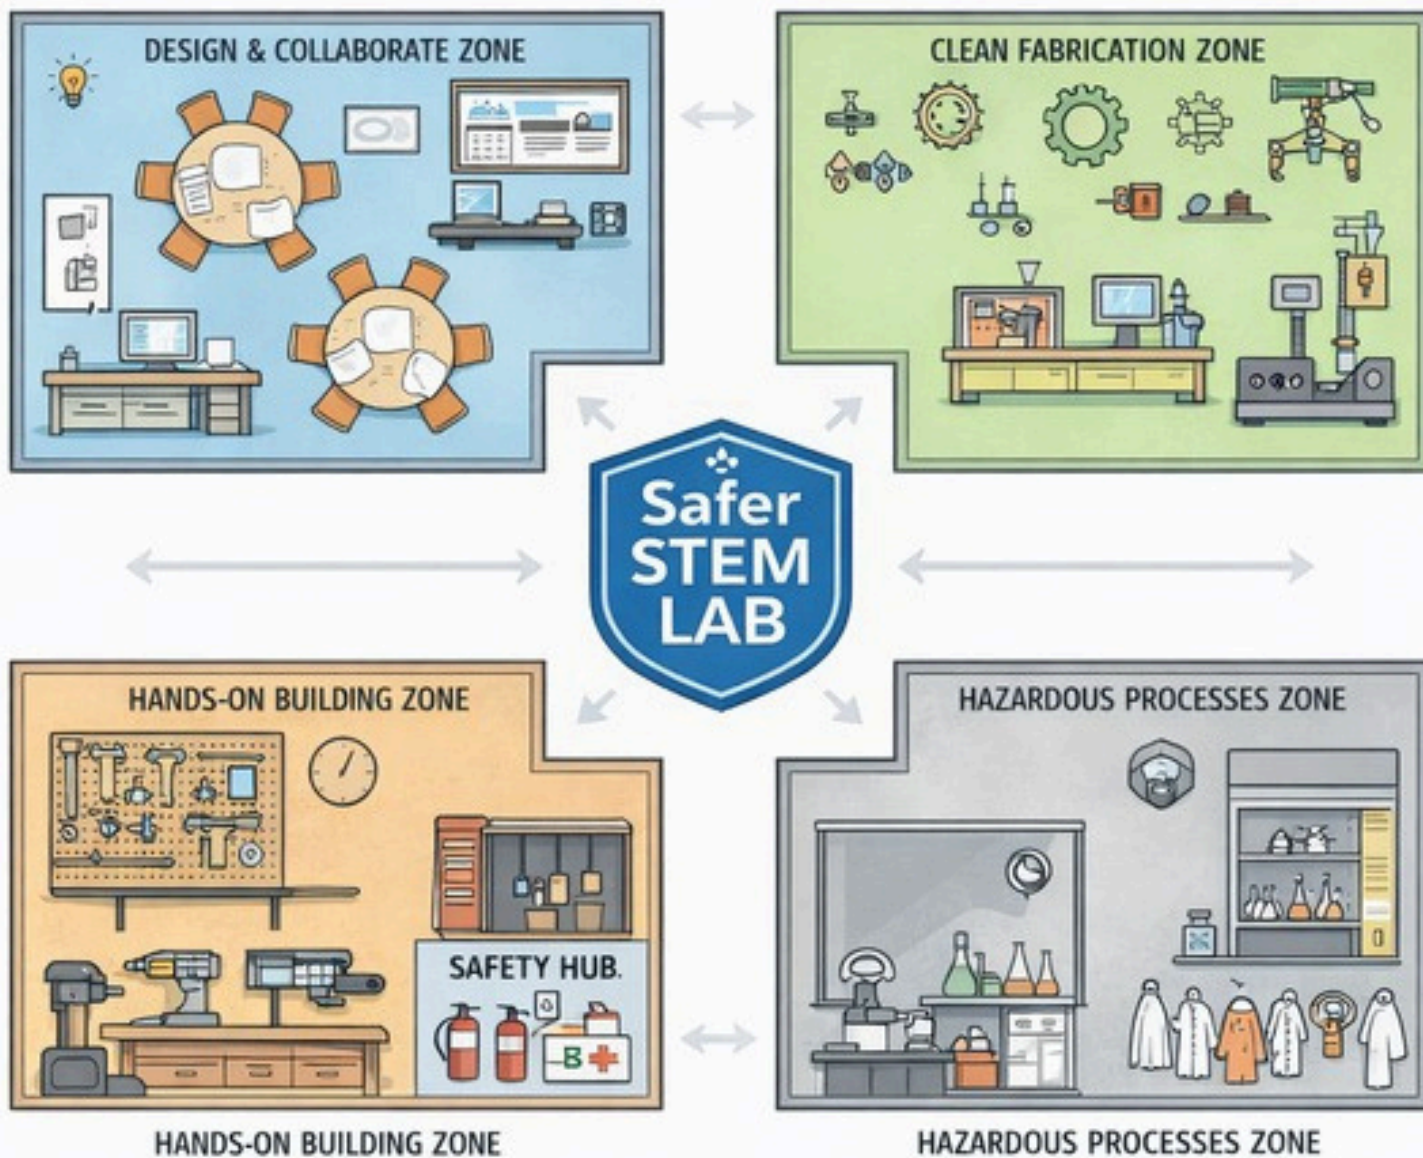 DESIGN & COLLABORATE ZONE
CLEAN FABRICATION ZONE
Safer
STEM
LAB
HANDS-ON BUILDING ZONE
HAZARDOUS PROCESSES ZONE
SAFETY HUB.
B
HANDS-ON BUILDING ZONE
HAZARDOUS PROCESSES ZONE